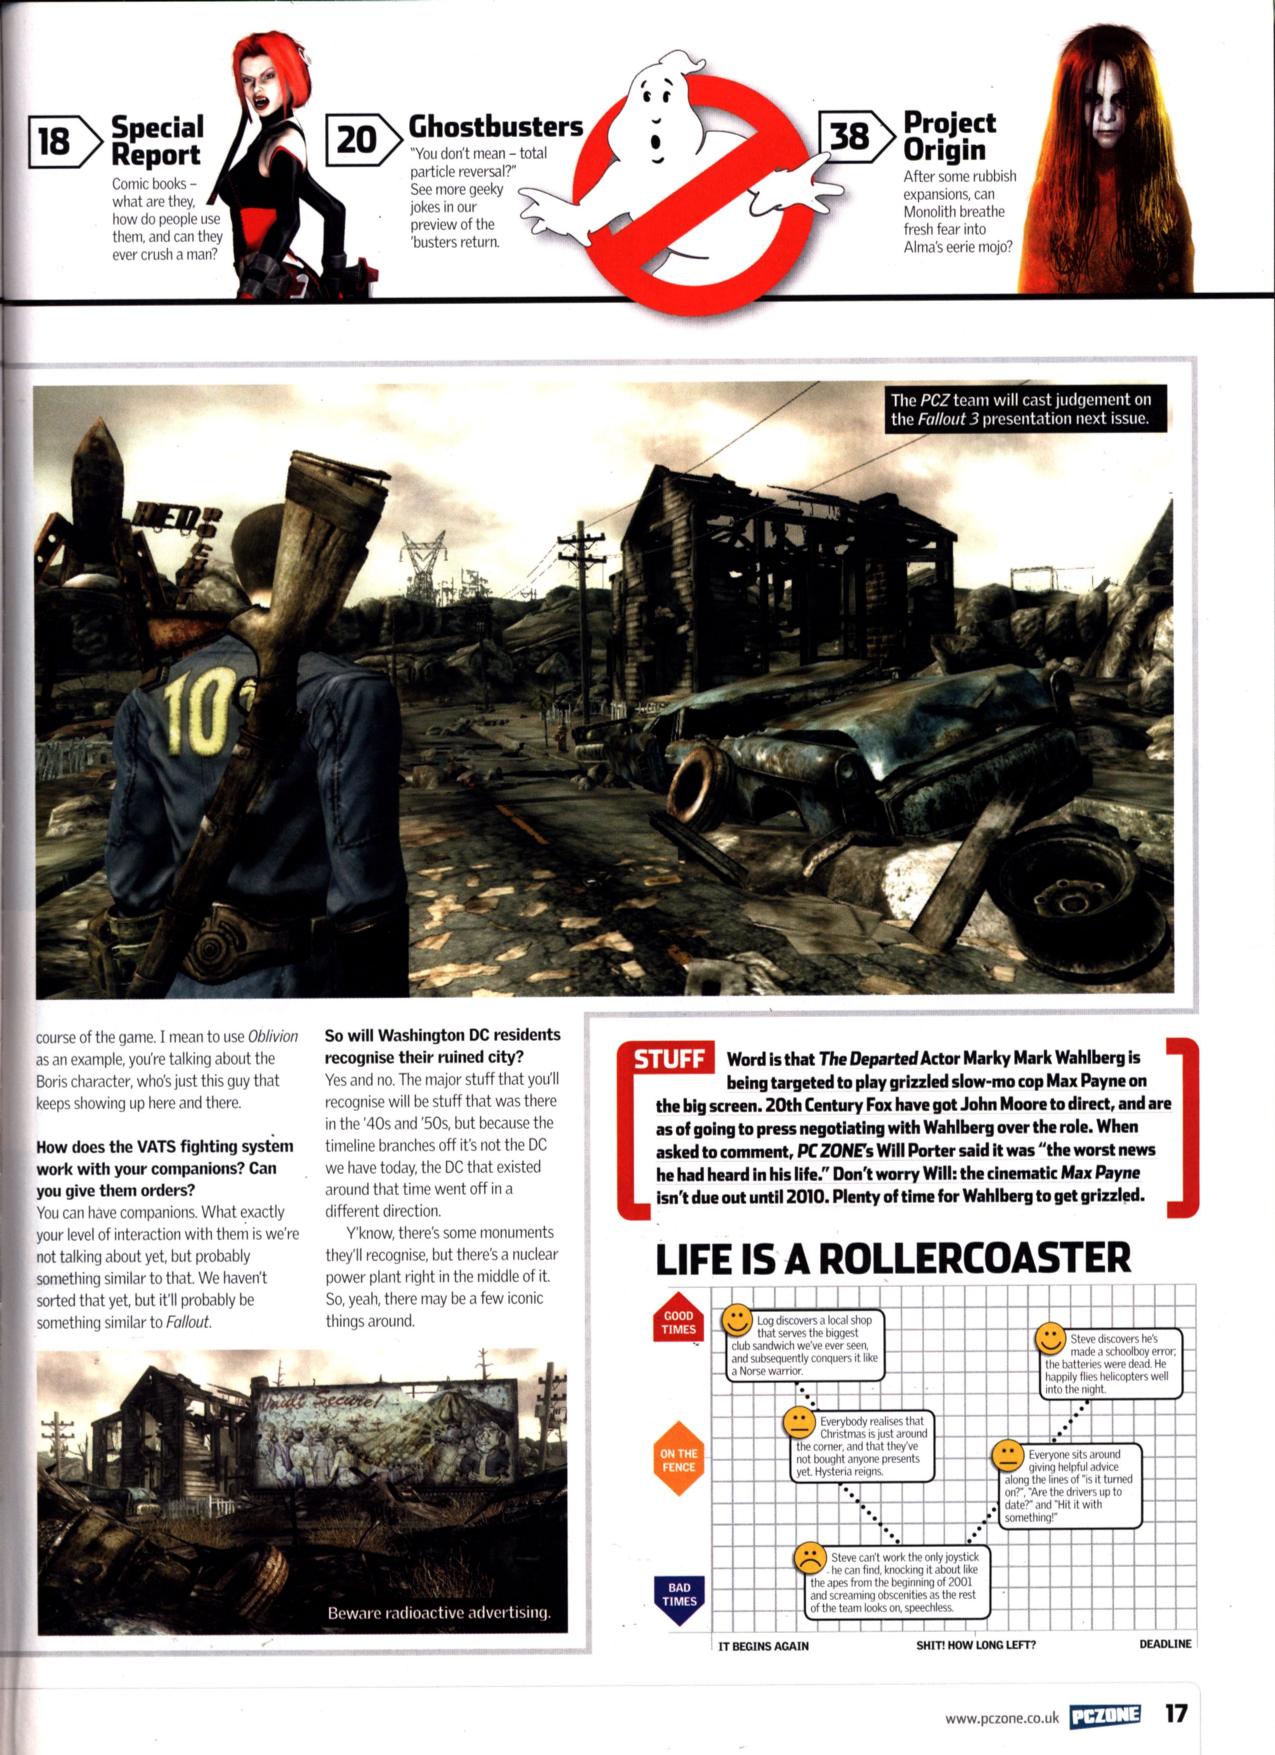 18
Special
Report
Comic books –
what are they,
how do people use
them, and can they
ever crush a man?
20
Ghostbusters
"You don't mean – total
particle reversal?"
See more geeky
jokes in our
preview of the
'busters return.
38
Project
Origin
After some rubbish
expansions, can
Monolith breathe
fresh fear into
Alma's eerie mojo?
The PCZ team will cast judgement on
the Fallout 3 presentation next issue.
RED
ROCKET
10
course of the game. I mean to use Oblivion
as an example, you're talking about the
Boris character, who's just this guy that
keeps showing up here and there.
How does the VATS fighting system
work with your companions? Can
you give them orders?
You can have companions. What exactly
your level of interaction with them is we're
not talking about yet, but probably
something similar to that. We haven't
sorted that yet, but it'll probably be
something similar to Fallout.
So will Washington DC residents
recognise their ruined city?
Yes and no. The major stuff that you'll
recognise will be stuff that was there
in the '40s and '50s, but because the
timeline branches off it's not the DC
we have today, the DC that existed
around that time went off in a
different direction.
Y'know, there's some monuments
they'll recognise, but there's a nuclear
power plant right in the middle of it.
So, yeah, there may be a few iconic
things around.
Vault Secure!
Beware radioactive advertising.
STUFF
Word is that The Departed Actor Marky Mark Wahlberg is
being targeted to play grizzled slow-mo cop Max Payne on
the big screen. 20th Century Fox have got John Moore to direct, and are
as of going to press negotiating with Wahlberg over the role. When
asked to comment, PC ZONE's Will Porter said it was "the worst news
he had heard in his life." Don't worry Will: the cinematic Max Payne
isn't due out until 2010. Plenty of time for Wahlberg to get grizzled.
LIFE IS A ROLLERCOASTER
GOOD
TIMES
Log discovers a local shop
that serves the biggest
club sandwich we've ever seen,
and subsequently conquers it like
a Norse warrior.
Steve discovers he's
made a schoolboy error;
the batteries were dead. He
happily flies helicopters well
into the night.
ON THE
FENCE
Everybody realises that
Christmas is just around
the corner, and that they've
not bought anyone presents
yet. Hysteria reigns.
Everyone sits around
giving helpful advice
along the lines of "is it turned
on?", "Are the drivers up to
date?" and "Hit it with
something!"
BAD
TIMES
Steve can't work the only joystick
he can find, knocking it about like
the apes from the beginning of 2001
and screaming obscenities as the rest
of the team looks on, speechless.
IT BEGINS AGAIN
SHIT! HOW LONG LEFT?
DEADLINE
www.pczone.co.uk
PCZONE
17